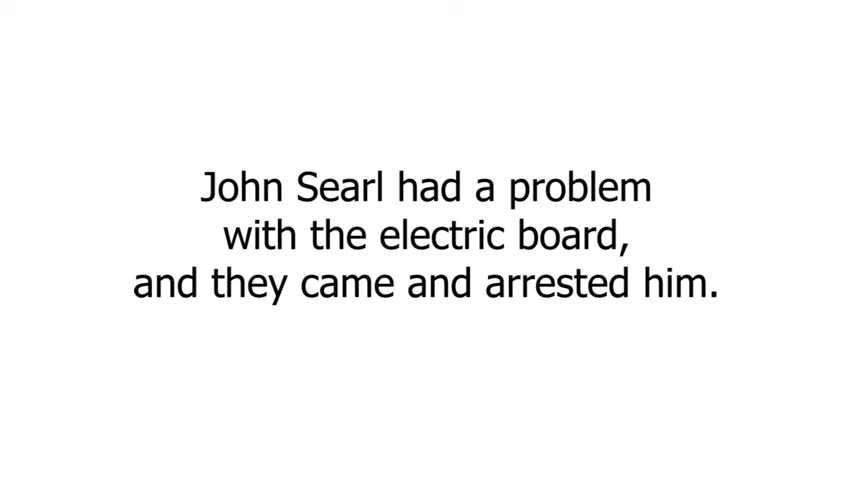 John Searl had a problem
with the electric board,
and they came and arrested him.